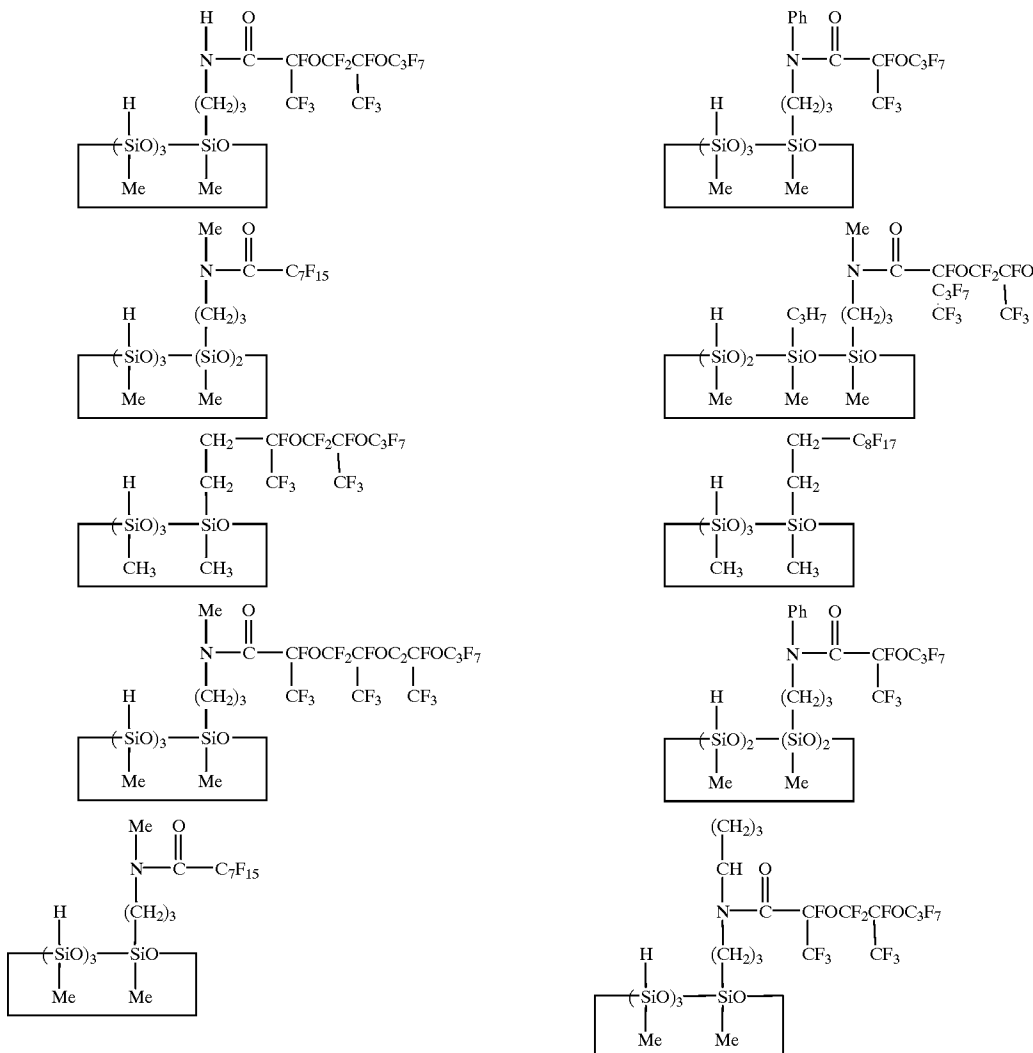 H O
N C CFOCF2CFOC3F7
H (CH2)3 CF3 CF3
(SiO)3 SiO
Me Me
Ph O
N C CFOC3F7
H (CH2)3 CF3
(SiO)3 SiO
Me Me
Me O
N C C7F15
H (CH2)3
(SiO)3 (SiO)2
Me Me
Me O
N C CFOCF2CFO
C3F7
H C3H7 (CH2)3 CF3 CF3
(SiO)2 SiO SiO
Me Me Me
CH2 CFOCF2CFOC3F7
H CH2 CF3 CF3
(SiO)3 SiO
CH3 CH3
CH2 C8F17
H CH2
(SiO)3 SiO
CH3 CH3
Me O
N C CFOCF2CFOC2CFOC3F7
H (CH2)3 CF3 CF3 CF3
(SiO)3 SiO
Me Me
Ph O
N C CFOC3F7
H (CH2)3 CF3
(SiO)2 (SiO)2
Me Me
Me O
N C C7F15
H (CH2)3
(SiO)3 SiO
Me Me
(CH2)3
CH O
N C CFOCF2CFOC3F7
H (CH2)3 CF3 CF3
(SiO)3 SiO
Me Me